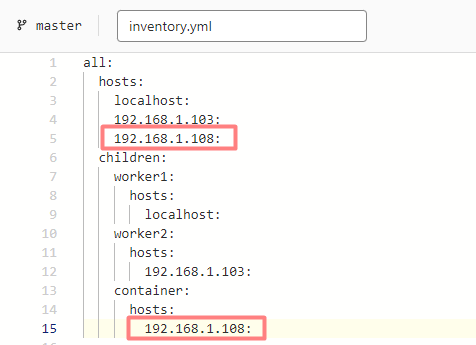 master
inventory.yml
1 all:
2 hosts:
3 localhost:
4 192.168.1.103:
5 192.168.1.108:
6 children:
7 worker1:
8 hosts:
9 localhost:
10 worker2:
11 hosts:
12 192.168.1.103:
13 container:
14 hosts:
15 192.168.1.108:
16